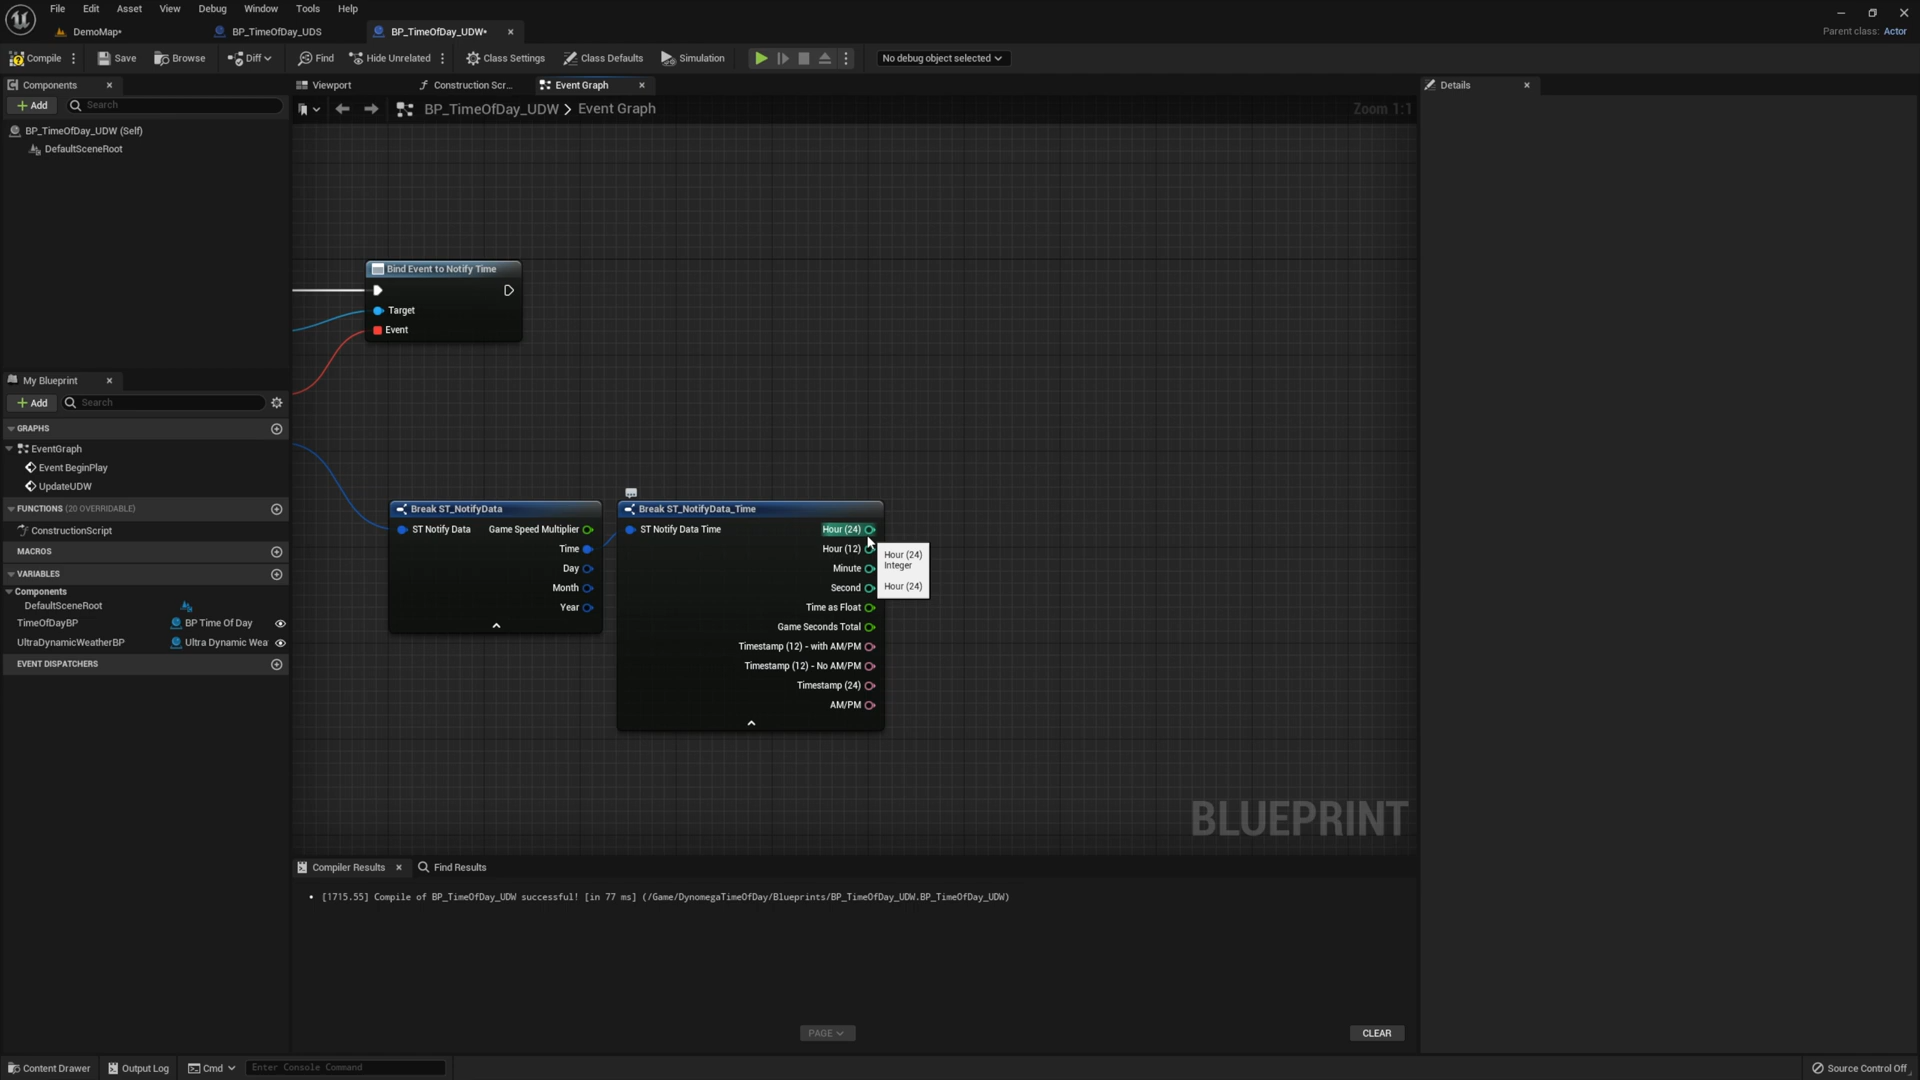 File Edit Asset View Window Debug Tools Help
DemoMap*
BP_TimeOfDay_UDS
BP_TimeOfDay_UDW*
Parent class: Actor
Compile
Save
Browse
Diff
Find
Hide Unrelated
Class Settings
Class Defaults
Simulation
No debug object selected
Components
Add
Search
BP_TimeOfDay_UDW (Self)
DefaultSceneRoot
My Blueprint
Add
Search
GRAPHS
EventGraph
Event BeginPlay
UpdateUDW
FUNCTIONS (20 OVERRIDABLE)
ConstructionScript
MACROS
VARIABLES
Components
DefaultSceneRoot
TimeOfDayBP BP Time Of Day
UltraDynamicWeatherBP Ultra Dynamic Wea
EVENT DISPATCHERS
Viewport
Construction Scr...
Event Graph
BP_TimeOfDay_UDW > Event Graph
Zoom 1:1
Bind Event to Notify Time
Target
Event
Break ST_NotifyData
ST Notify Data Game Speed Multiplier
Time
Day
Month
Year
Break ST_NotifyData_Time
ST Notify Data Time Hour (24)
Hour (12)
Minute
Second
Time as Float
Game Seconds Total
Timestamp (12) - with AM/PM
Timestamp (12) - No AM/PM
Timestamp (24)
AM/PM
Hour (24)
Integer
Hour (24)
BLUEPRINT
Compiler Results
Find Results
[1715.55] Compile of BP_TimeOfDay_UDW successful! [in 77 ms] (/Game/DynomegaTimeOfDay/Blueprints/BP_TimeOfDay_UDW.BP_TimeOfDay_UDW)
PAGE
CLEAR
Details
Content Drawer
Output Log
Cmd
Enter Console Command
Source Control Off